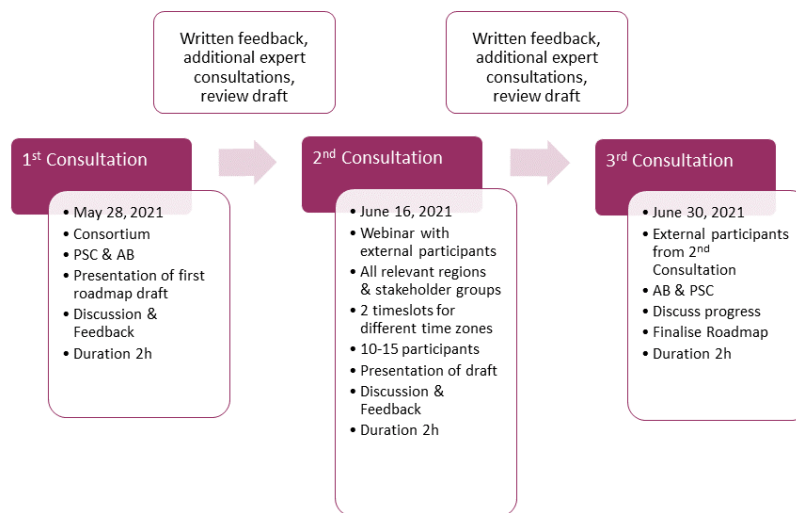 Written feedback,
additional expert
consultations,
review draft
Written feedback,
additional expert
consultations,
review draft
1st Consultation
• May 28, 2021
• Consortium
• PSC & AB
• Presentation of first
roadmap draft
• Discussion &
Feedback
• Duration 2h
2nd Consultation
• June 16, 2021
• Webinar with
external participants
• All relevant regions
& stakeholder groups
• 2 timeslots for
different time zones
• 10-15 participants
• Presentation of draft
• Discussion &
Feedback
• Duration 2h
3rd Consultation
• June 30, 2021
• External participants
from 2nd
Consultation
• AB & PSC
• Discuss progress
• Finalise Roadmap
• Duration 2h